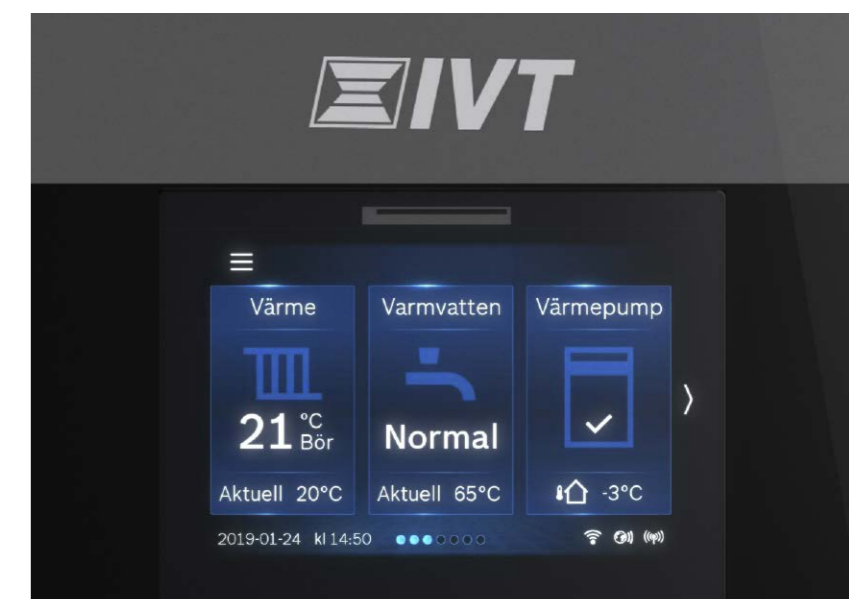 IVT
Värme
21 °C
Bör
Aktuell 20°C
Varmvatten
Normal
Aktuell 65°C
Värmepump
-3°C
2019-01-24 kl 14:50